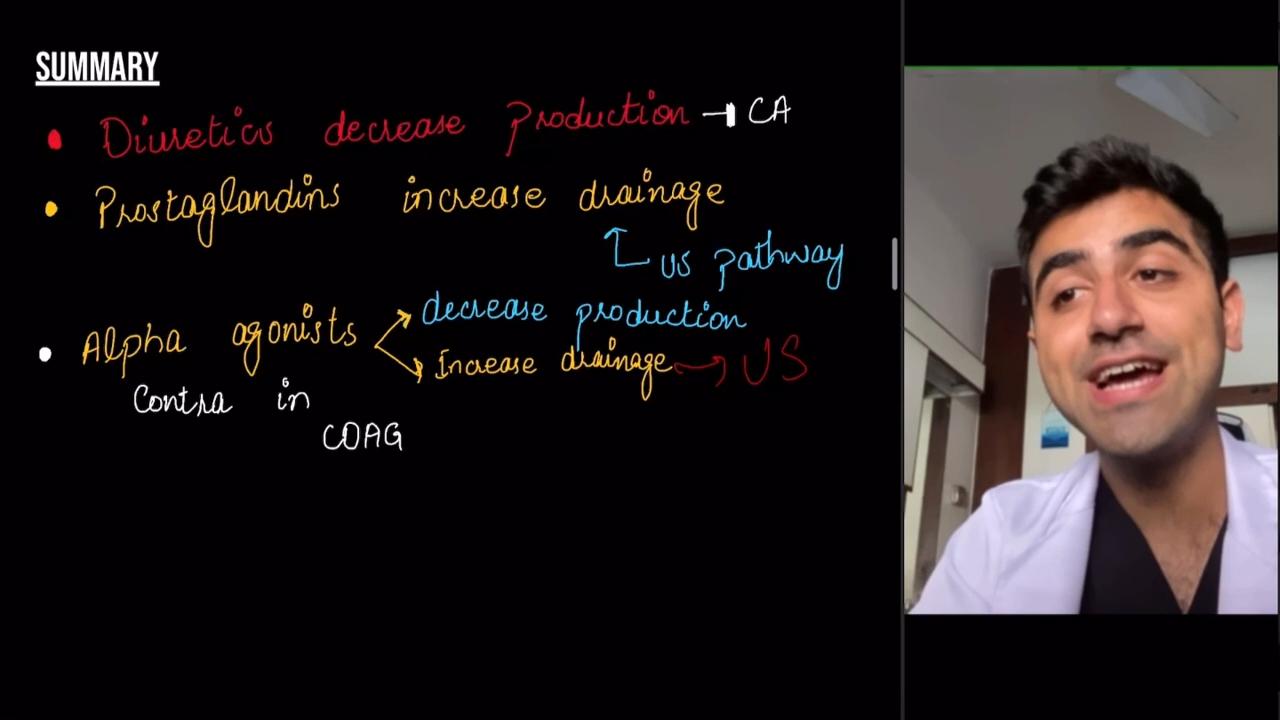 SUMMARY
• Diuretics decrease production ⊣ CA
• Prostaglandins increase drainage
US pathway
decrease production
• Alpha agonists
Increase drainage → US
Contra in
COAG